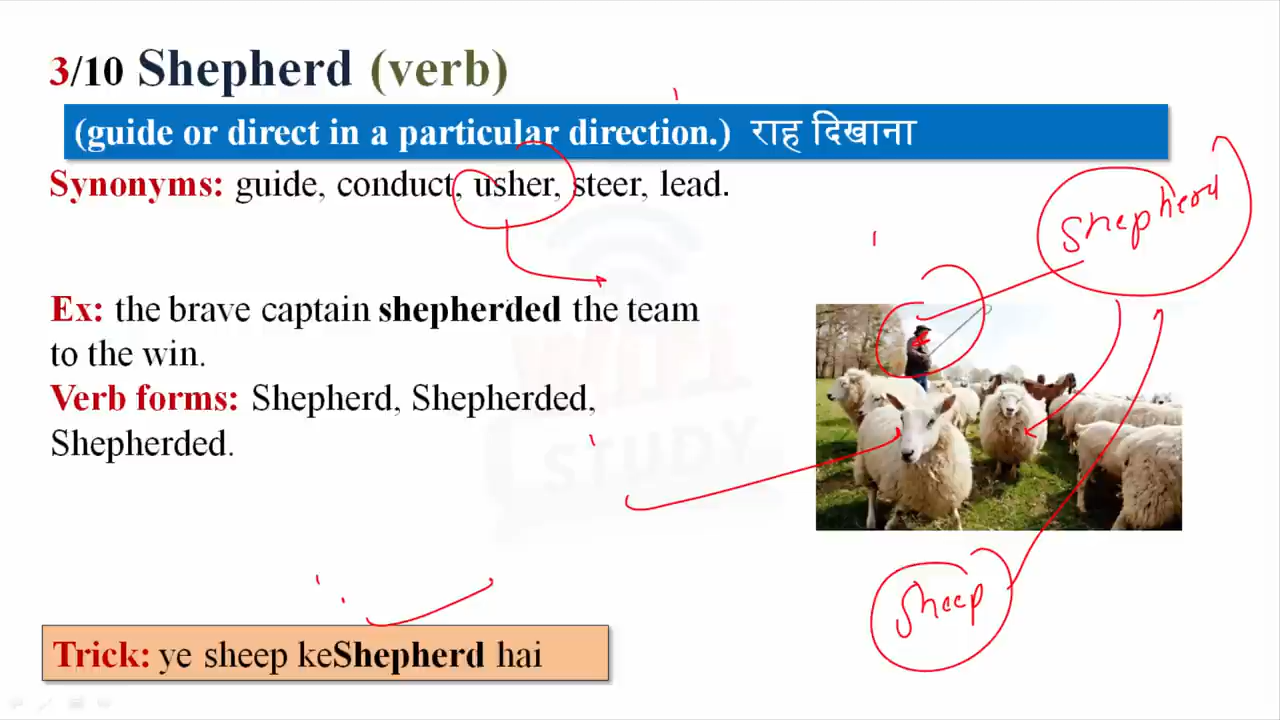 3/10 Shepherd (verb)
(guide or direct in a particular direction.) राह दिखाना
Synonyms: guide, conduct, usher, steer, lead.
Shepherd
Ex: the brave captain shepherded the team
to the win.
Verb forms: Shepherd, Shepherded,
Shepherded.
WiFi
STUDY
Sheep
Trick: ye sheep keShepherd hai